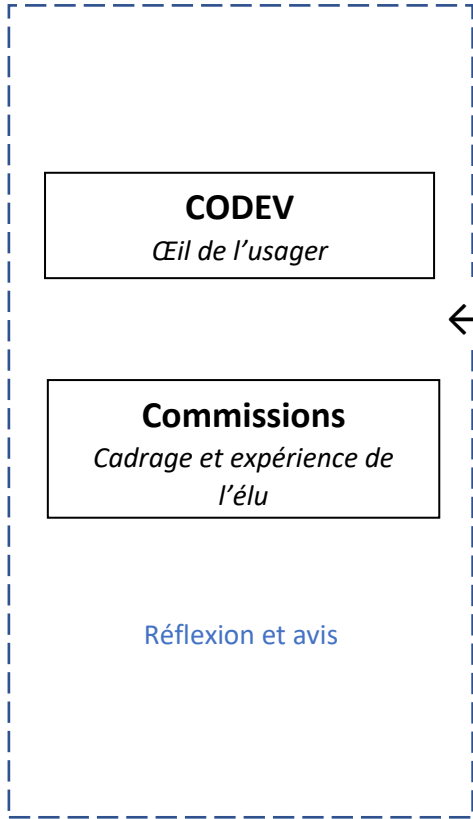 CODEV
Œil de l’usager
Commissions
Cadrage et expérience de
l’élu
Réflexion et avis